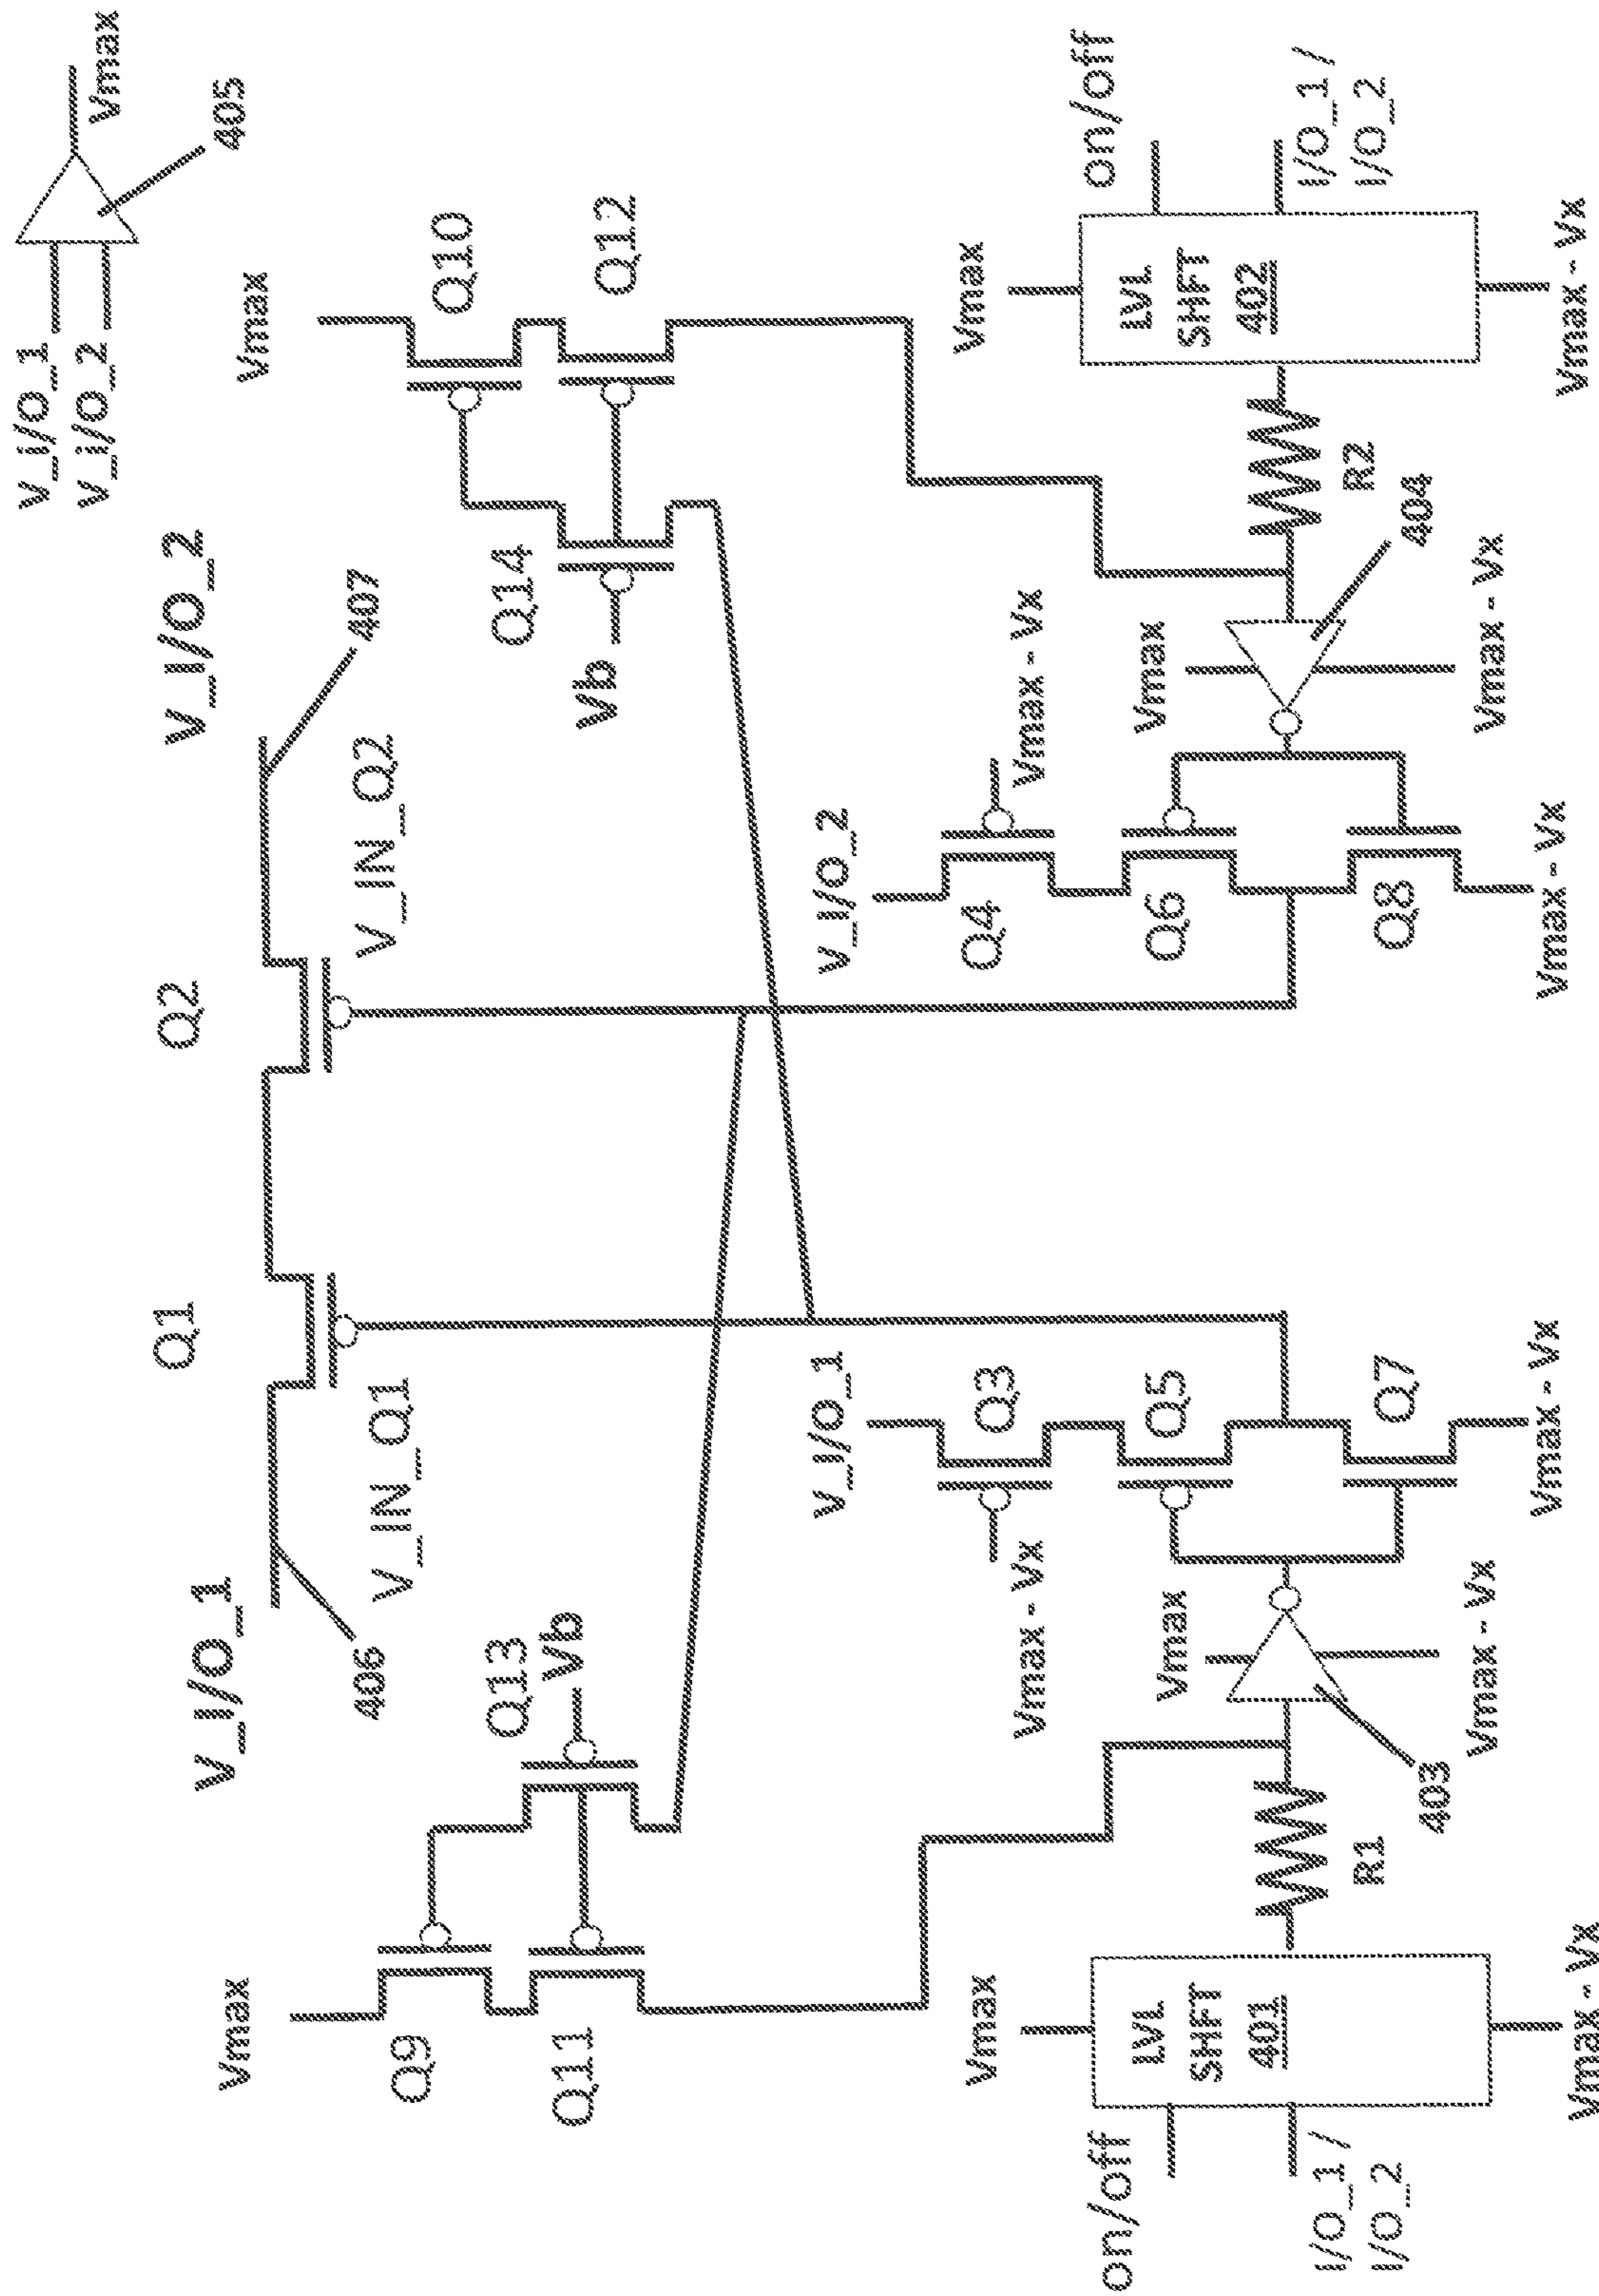 V_I/O_1
V_I/O_2
Vmax
405
V_I/O_1
406
V_IN_Q1
Q1
Q2
V_I/O_2
407
V_IN_Q2
Vmax
Q9
Q11
Q13
Vb
Vmax
Q10
Q12
Q14
Vb
V_I/O_1
Vmax - Vx
Q3
Q5
Q7
Vmax - Vx
V_I/O_2
Vmax - Vx
Q4
Q6
Q8
Vmax - Vx
on/off
I/O_1 /
I/O_2
Vmax
LVL
SHFT
401
Vmax - Vx
R1
Vmax
403
Vmax - Vx
Vmax
404
Vmax - Vx
R2
Vmax
LVL
SHFT
402
Vmax - Vx
on/off
I/O_1 /
I/O_2